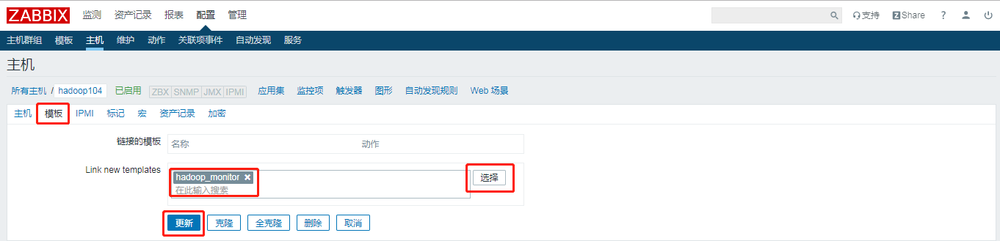 ZABBIX 监测 资产记录 报表 配置 管理 支持 Z Share ?
主机群组 模板 主机 维护 动作 关联项事件 自动发现 服务
主机
所有主机 / hadoop104 已启用 ZBX SNMP JMX IPMI 应用集 监控项 触发器 图形 自动发现规则 Web 场景
主机 模板 IPMI 标记 宏 资产记录 加密
链接的模板 名称 动作
Link new templates hadoop_monitor × 选择
在此输入搜索
更新 克隆 全克隆 删除 取消